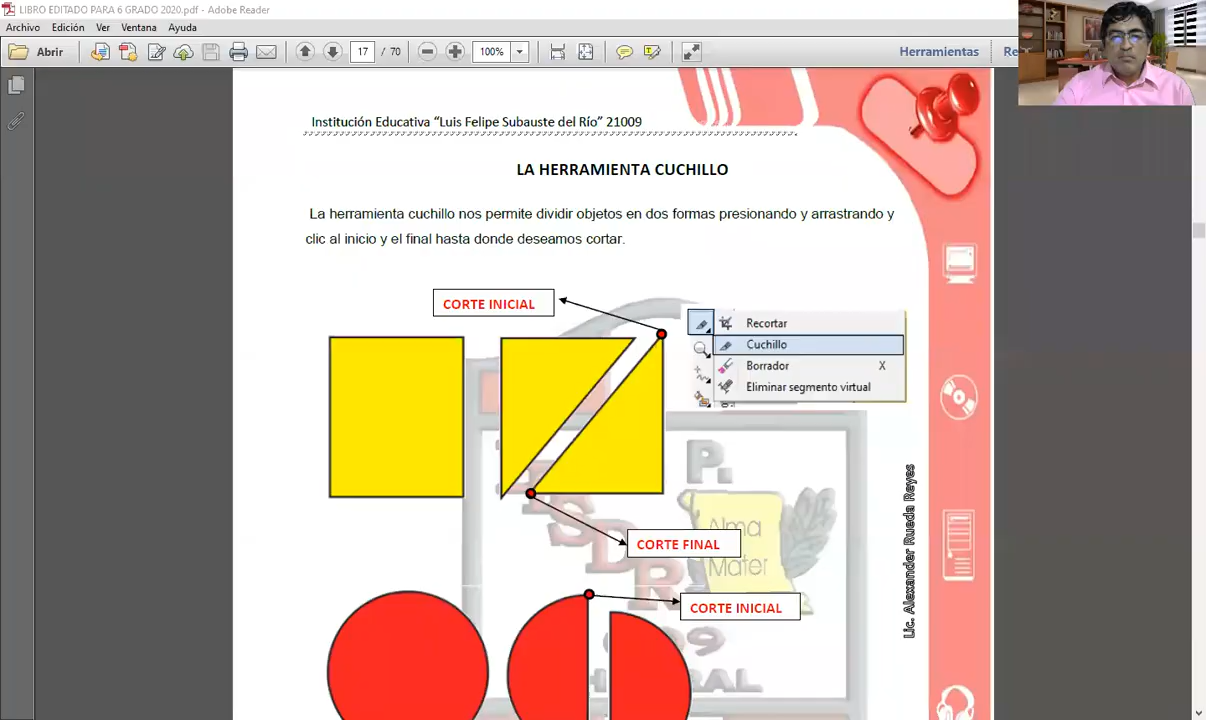 LIBRO EDITADO PARA 6 GRADO 2020.pdf - Adobe Reader
Archivo Edición Ver Ventana Ayuda
Abrir 17 / 70 100% Herramientas
Institución Educativa “Luis Felipe Subauste del Río” 21009
LA HERRAMIENTA CUCHILLO
La herramienta cuchillo nos permite dividir objetos en dos formas presionando y arrastrando y
clic al inicio y el final hasta donde deseamos cortar.
CORTE INICIAL
Recortar
Cuchillo
Borrador X
Eliminar segmento virtual
P.
CORTE FINAL
Alma
Mater
CORTE INICIAL
Lic. Alexander Rueda Reyes